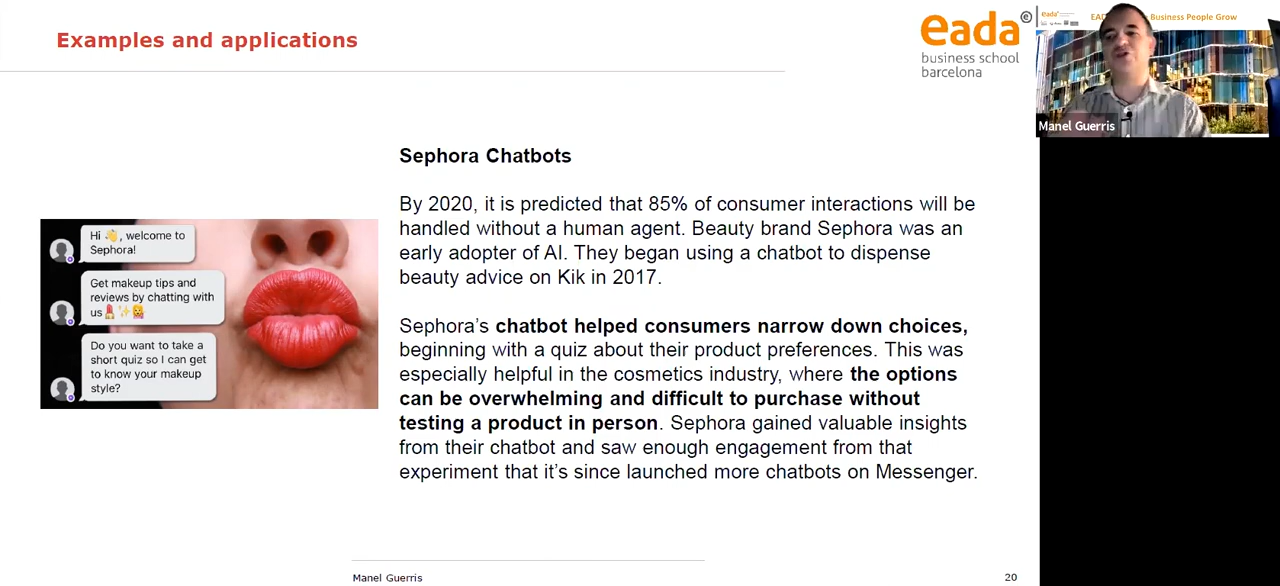 Examples and applications
eada
business school
barcelona
Business People Grow
Manel Guerris
Sephora Chatbots
By 2020, it is predicted that 85% of consumer interactions will be
handled without a human agent. Beauty brand Sephora was an
early adopter of AI. They began using a chatbot to dispense
beauty advice on Kik in 2017.
Hi 👋, welcome to
Sephora!
Get makeup tips and
reviews by chatting with
us💄✨💇
Do you want to take a
short quiz so I can get
to know your makeup
style?
Sephora’s chatbot helped consumers narrow down choices,
beginning with a quiz about their product preferences. This was
especially helpful in the cosmetics industry, where the options
can be overwhelming and difficult to purchase without
testing a product in person. Sephora gained valuable insights
from their chatbot and saw enough engagement from that
experiment that it’s since launched more chatbots on Messenger.
Manel Guerris
20